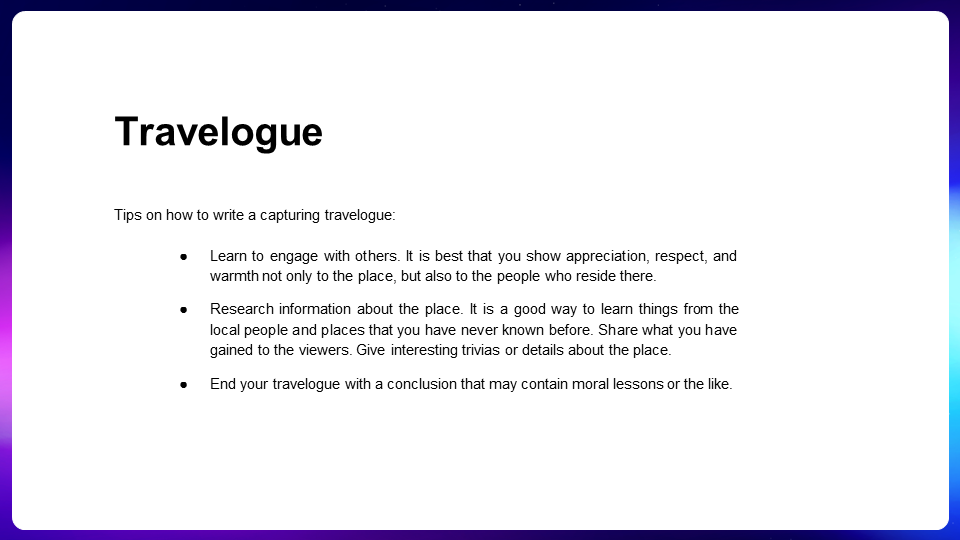 Travelogue
Tips on how to write a capturing travelogue:
● Learn to engage with others. It is best that you show appreciation, respect, and
warmth not only to the place, but also to the people who reside there.
● Research information about the place. It is a good way to learn things from the
local people and places that you have never known before. Share what you have
gained to the viewers. Give interesting trivias or details about the place.
● End your travelogue with a conclusion that may contain moral lessons or the like.